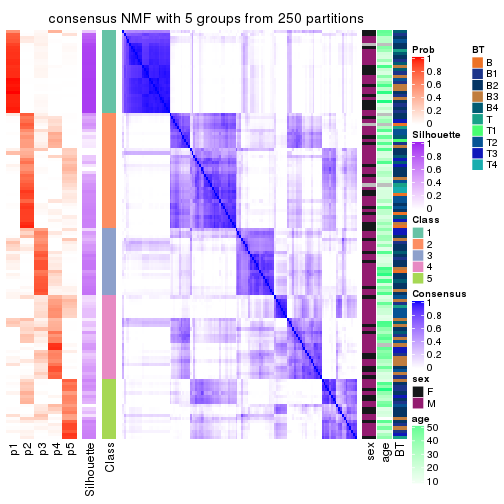 consensus NMF with 5 groups from 250 partitions
Prob
1
0.8
0.6
0.4
0.2
0
Silhouette
1
0.8
0.6
0.4
0.2
0
Class
1
2
3
4
5
Consensus
1
0.8
0.6
0.4
0.2
0
sex
F
M
age
50
40
30
20
10
BT
B
B1
B2
B3
B4
T
T1
T2
T3
T4
p1
p2
p3
p4
p5
Silhouette
Class
sex
age
BT